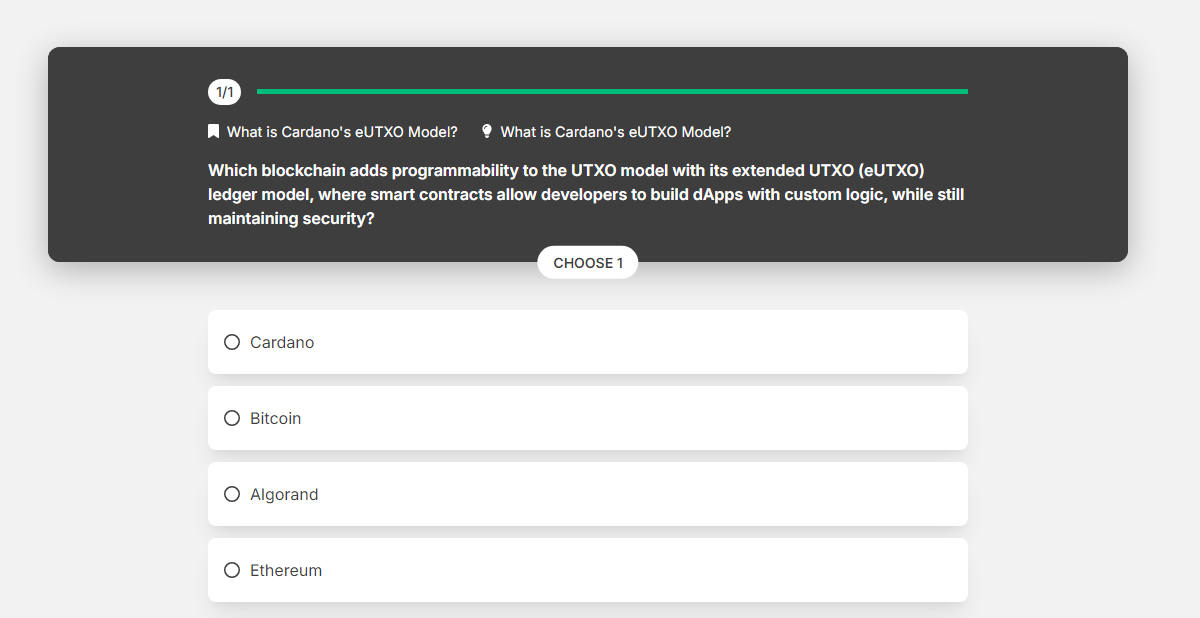 1/1
What is Cardano's eUTXO Model? What is Cardano's eUTXO Model?
Which blockchain adds programmability to the UTXO model with its extended UTXO (eUTXO)
ledger model, where smart contracts allow developers to build dApps with custom logic, while still
maintaining security?
CHOOSE 1
Cardano
Bitcoin
Algorand
Ethereum